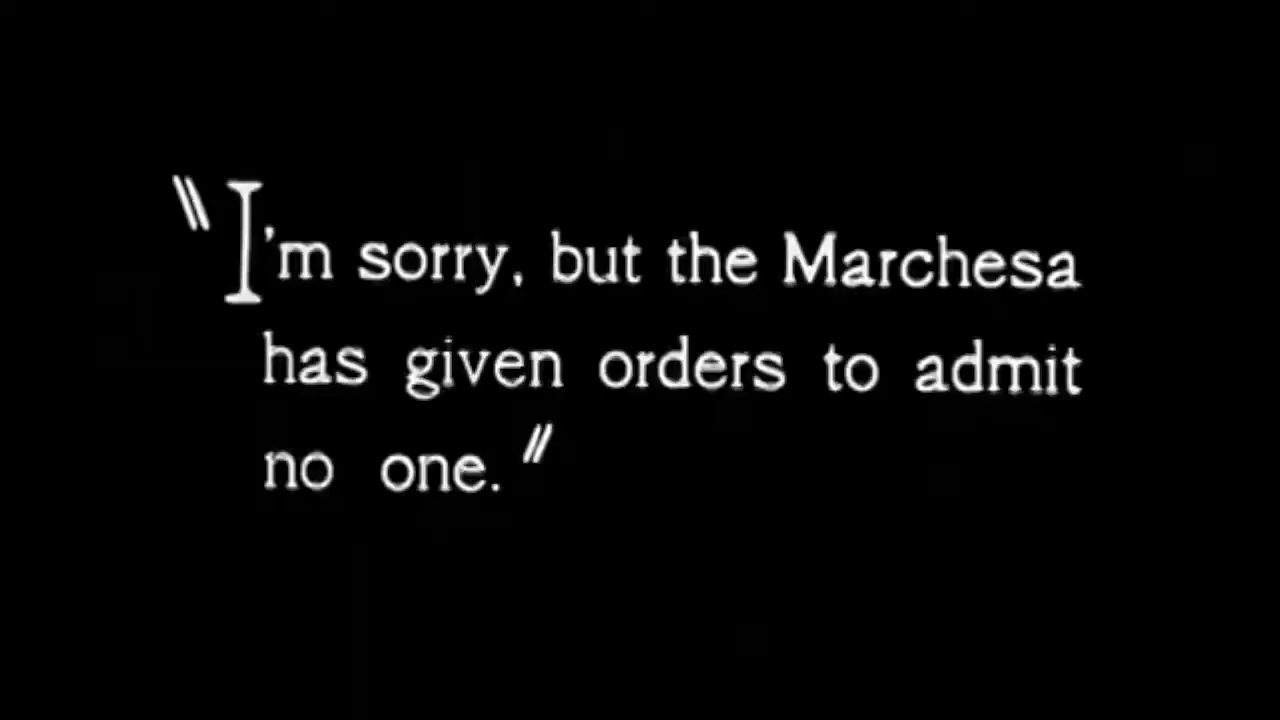 "I'm sorry, but the Marchesa
has given orders to admit
no one."